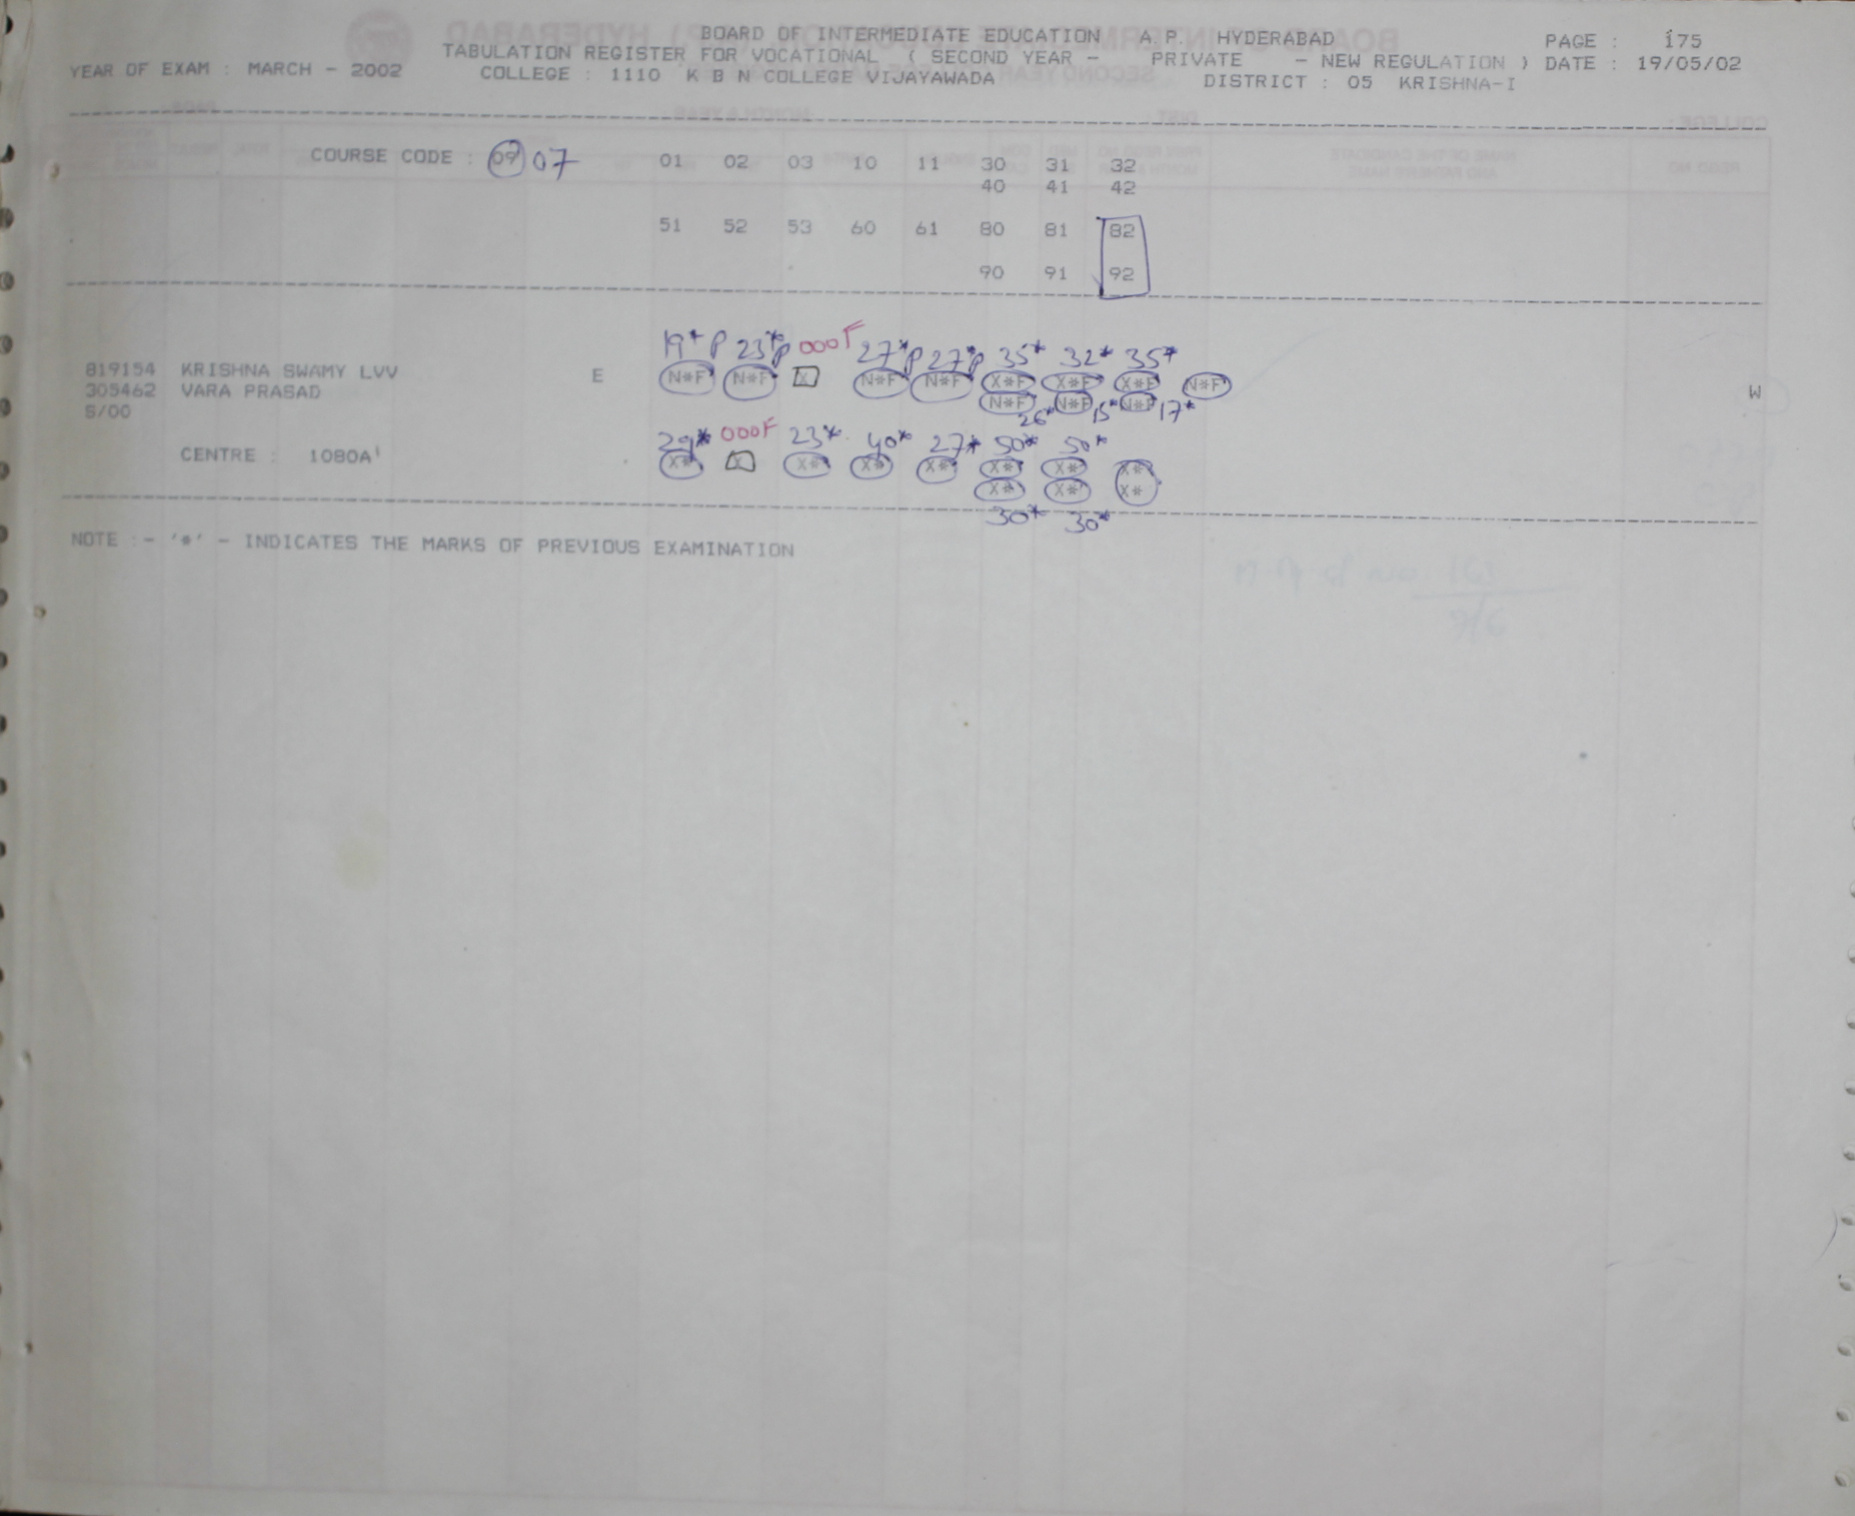 BOARD OF INTERMEDIATE EDUCATION A.P. HYDERABAD PAGE : 175
TABULATION REGISTER FOR VOCATIONAL ( SECOND YEAR - PRIVATE - NEW REGULATION ) DATE : 19/05/02
YEAR OF EXAM : MARCH - 2002 COLLEGE : 1110 K B N COLLEGE VIJAYAWADA DISTRICT : 05 KRISHNA-I
COURSE CODE : 09 07 01 02 03 10 11 30 31 32
40 41 42
51 52 53 60 61 80 81 82
90 91 92
19* P 23* P 000F 27* P 27* P 35* 32* 35*
819154 KRISHNA SWAMY LVV E N*F N*F X N*F N*F X*F X*F X*F N*F W
305462 VARA PRASAD N*F N*F N*F
S/00 26* 15* 17*
29* 000F 23* 40* 27* 50* 50*
CENTRE : 1080A X* X X* X* X* X* X* X*
X* X* X*
30* 30*
NOTE :- '*' - INDICATES THE MARKS OF PREVIOUS EXAMINATION